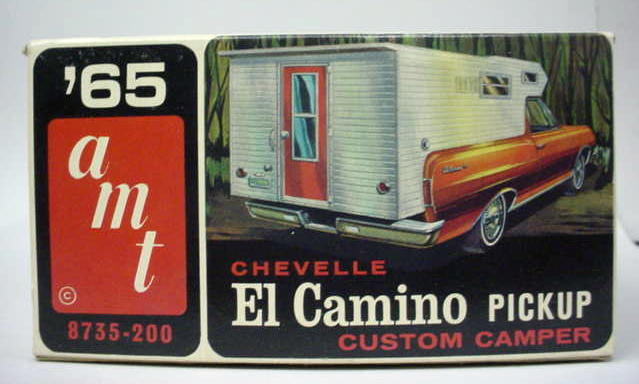 '65
amt
©
8735-200
CHEVELLE
El Camino PICKUP
CUSTOM CAMPER